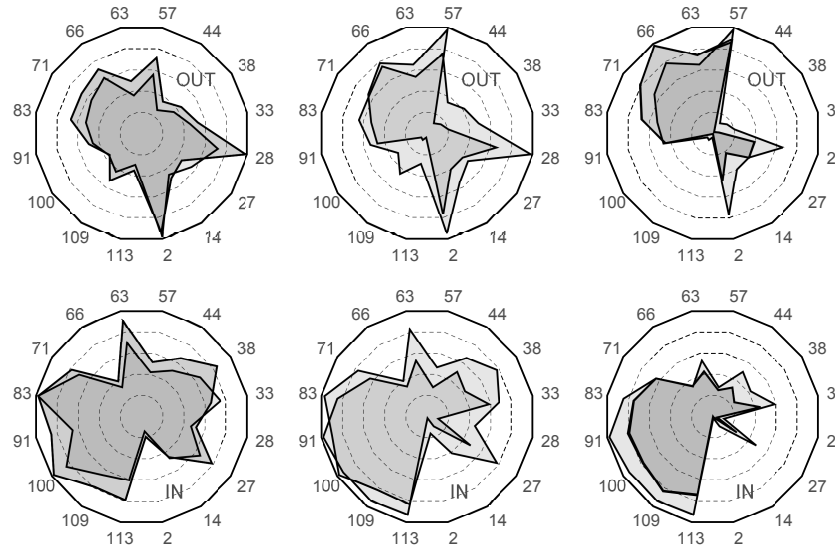 63 57 63 57 63 57
66 44 66 44 66 44
71 38 71 38 71 38
OUT OUT OUT
83 33 83 33 83 3
91 28 91 28 91 2
100 27 100 27 100 27
109 14 109 14 109 14
113 2 113 2 113 2
63 57 63 57 63 57
66 44 66 44 66 44
71 38 71 38 71 38
83 33 83 33 83 3
91 28 91 28 91 2
100 IN 27 100 IN 27 100 IN 27
109 14 109 14 109 14
113 2 113 2 113 2